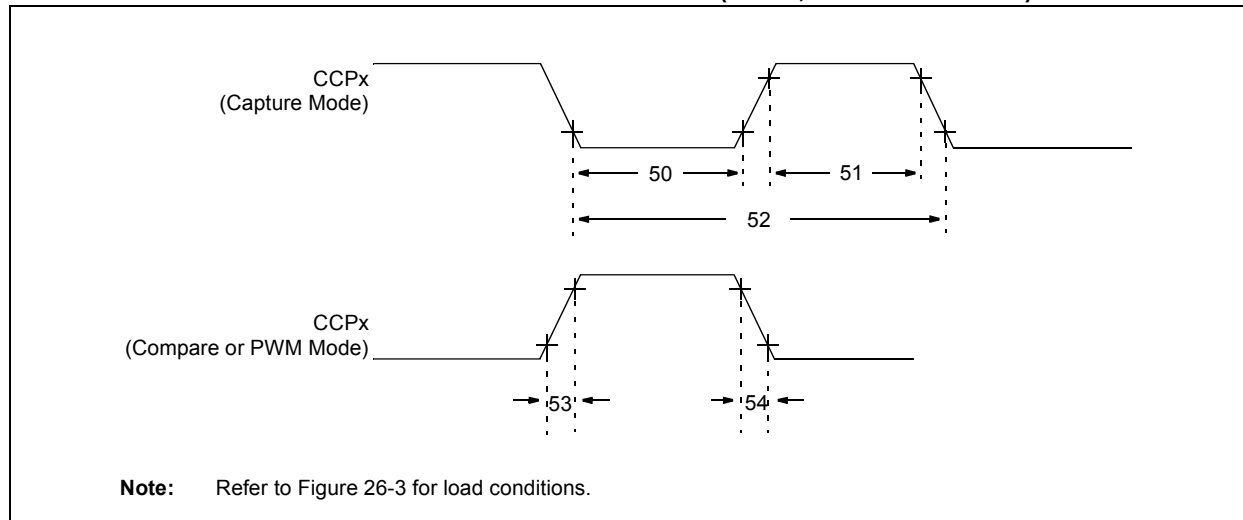 CCPx
(Capture Mode)
50
51
52
CCPx
(Compare or PWM Mode)
53
54
Note: Refer to Figure 26-3 for load conditions.